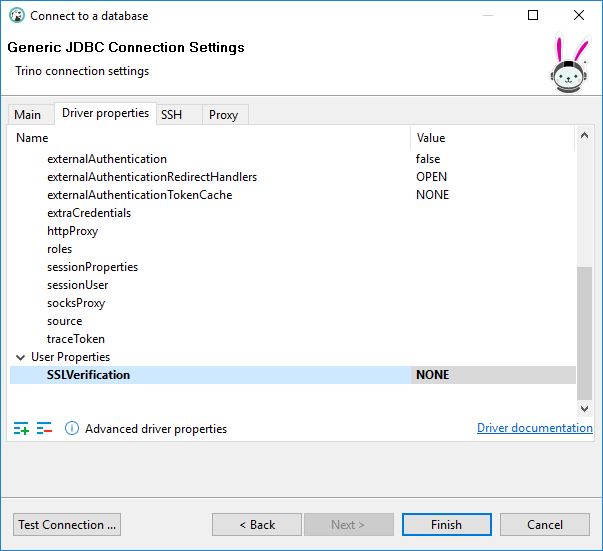 Connect to a database
Generic JDBC Connection Settings
Trino connection settings
Main Driver properties SSH Proxy
Name Value
externalAuthentication false
externalAuthenticationRedirectHandlers OPEN
externalAuthenticationTokenCache NONE
extraCredentials
httpProxy
roles
sessionProperties
sessionUser
socksProxy
source
traceToken
User Properties
SSLVerification NONE
Advanced driver properties Driver documentation
Test Connection ... < Back Next > Finish Cancel